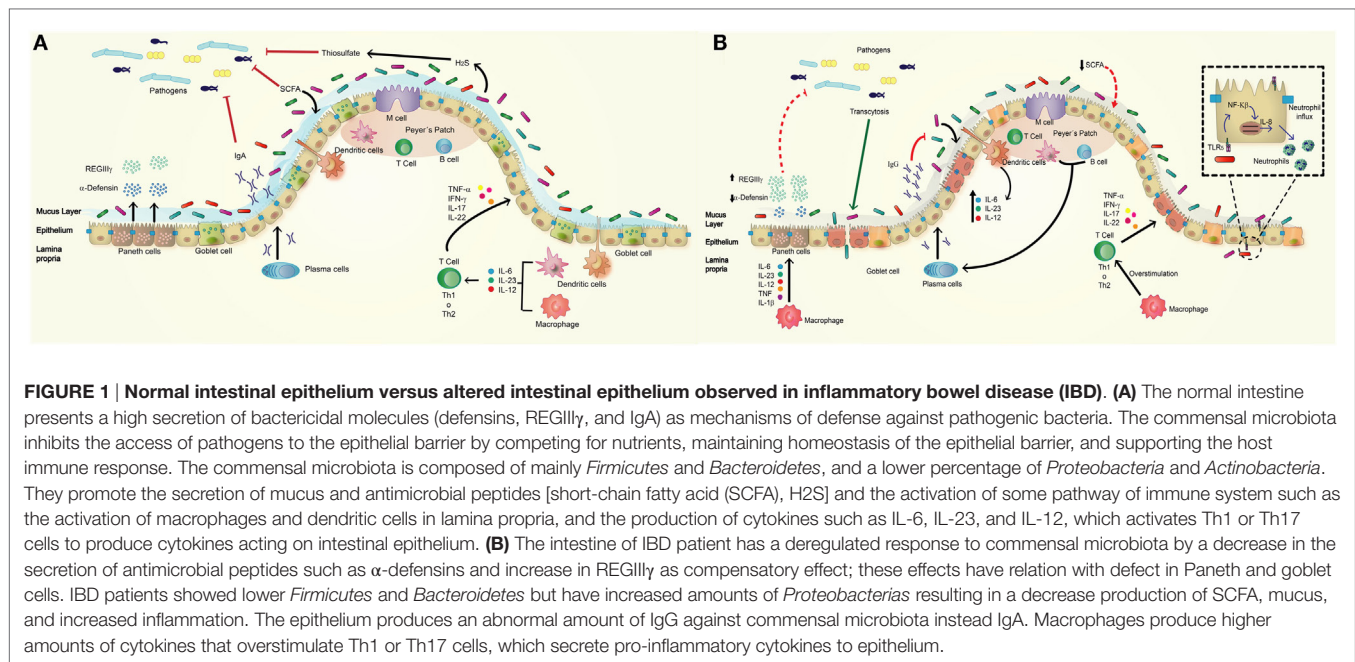 A
Thiosulfate
H2S
Pathogens
SCFA
M cell
Peyer´s Patch
Dendritic cells
T Cell
B cell
IgA
REGIIIγ
α-Defensin
TNF-α
IFN-γ
IL-17
IL-22
Mucus Layer
Epithelium
Lamina
propria
Paneth cells
Goblet cell
Plasma cells
T Cell
Th1
o
Th2
IL-6
IL-23
IL-12
Dendritic cells
Macrophage
Goblet cell
B
Pathogens
SCFA
Transcytosis
M cell
T Cell
Peyer´s Patch
Dendritic cells
B cell
IgG
REGIIIγ
α-Defensin
IL-6
IL-23
IL-12
Mucus
Layer
Epithelium
Lamina
propria
Paneth cells
Goblet cell
Plasma cells
IL-6
IL-23
IL-12
TNF
IL-1β
Macrophage
TNF-α
IFN-γ
IL-17
IL-22
T Cell
Th1
o
Th2
Overstimulation
Macrophage
NF-Kβ
IL-8
Neutrophil
influx
TLRs
Neutrophils
FIGURE 1 | Normal intestinal epithelium versus altered intestinal epithelium observed in inflammatory bowel disease (IBD). (A) The normal intestine
presents a high secretion of bactericidal molecules (defensins, REGIIIγ, and IgA) as mechanisms of defense against pathogenic bacteria. The commensal microbiota
inhibits the access of pathogens to the epithelial barrier by competing for nutrients, maintaining homeostasis of the epithelial barrier, and supporting the host
immune response. The commensal microbiota is composed of mainly Firmicutes and Bacteroidetes, and a lower percentage of Proteobacteria and Actinobacteria.
They promote the secretion of mucus and antimicrobial peptides [short-chain fatty acid (SCFA), H2S] and the activation of some pathway of immune system such as
the activation of macrophages and dendritic cells in lamina propria, and the production of cytokines such as IL-6, IL-23, and IL-12, which activates Th1 or Th17
cells to produce cytokines acting on intestinal epithelium. (B) The intestine of IBD patient has a deregulated response to commensal microbiota by a decrease in the
secretion of antimicrobial peptides such as α-defensins and increase in REGIIIγ as compensatory effect; these effects have relation with defect in Paneth and goblet
cells. IBD patients showed lower Firmicutes and Bacteroidetes but have increased amounts of Proteobacterias resulting in a decrease production of SCFA, mucus,
and increased inflammation. The epithelium produces an abnormal amount of IgG against commensal microbiota instead IgA. Macrophages produce higher
amounts of cytokines that overstimulate Th1 or Th17 cells, which secrete pro-inflammatory cytokines to epithelium.